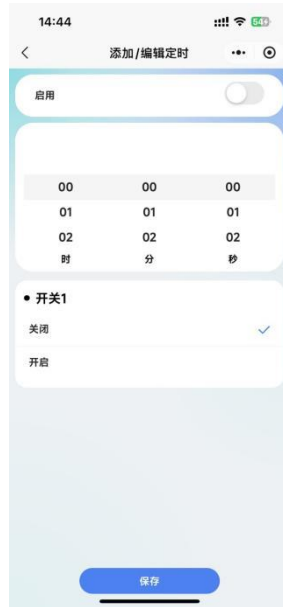 14:44
54
添加/编辑定时
启用
00 00 00
01 01 01
02 02 02
时 分 秒
开关1
关闭
开启
保存